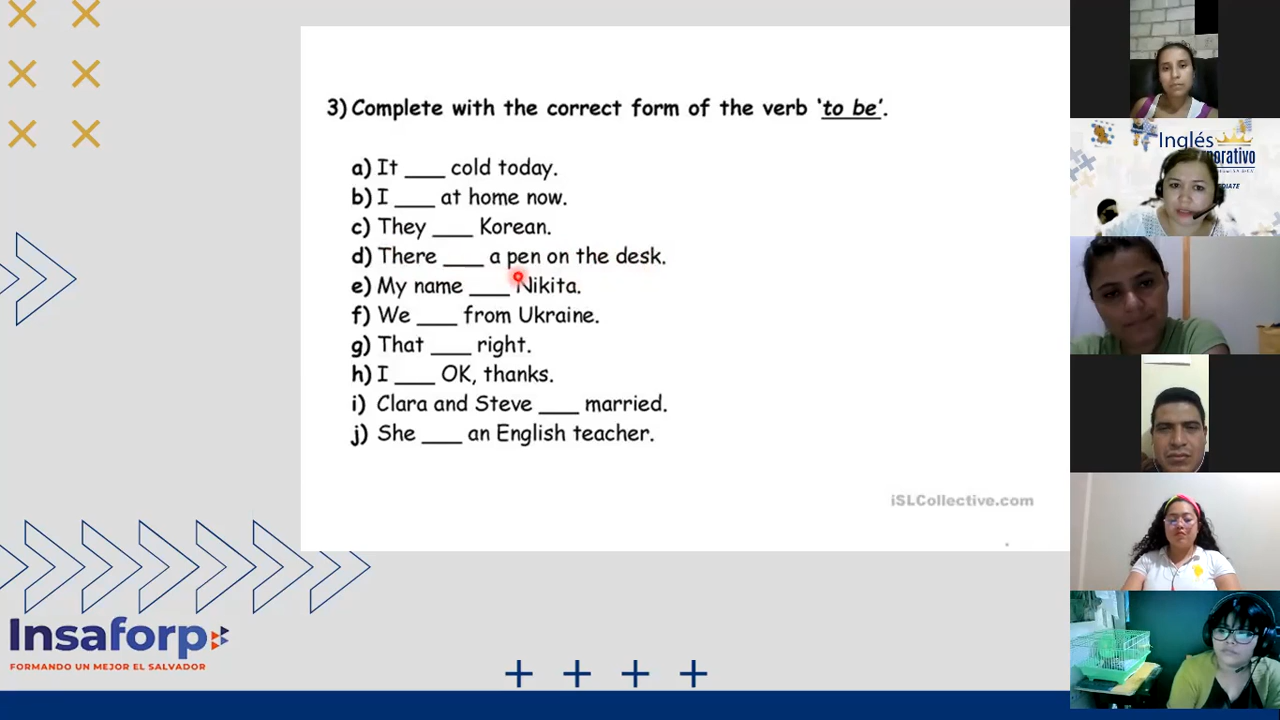 3) Complete with the correct form of the verb ‘to be’.
a) It ___ cold today.
b) I ___ at home now.
c) They ___ Korean.
d) There ___ a pen on the desk.
e) My name ___ Nikita.
f) We ___ from Ukraine.
g) That ___ right.
h) I ___ OK, thanks.
i) Clara and Steve ___ married.
j) She ___ an English teacher.
iSLCollective.com
Insaforp
FORMANDO UN MEJOR EL SALVADOR
Inglés